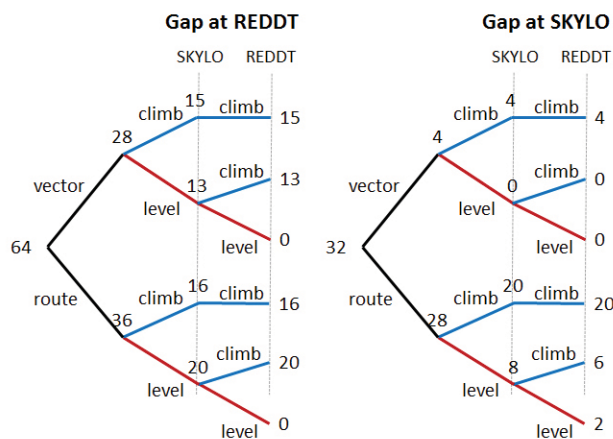 Gap at REDDT
Gap at SKYLO
SKYLO REDDT
SKYLO REDDT
15
climb
climb
15
28
climb
13
vector
13
level
level
0
64
16
climb
climb
16
route
36
climb
20
20
level
level
0
4
climb
climb
4
4
climb
0
vector
0
level
level
0
32
20
climb
climb
20
route
28
climb
8
6
level
level
2